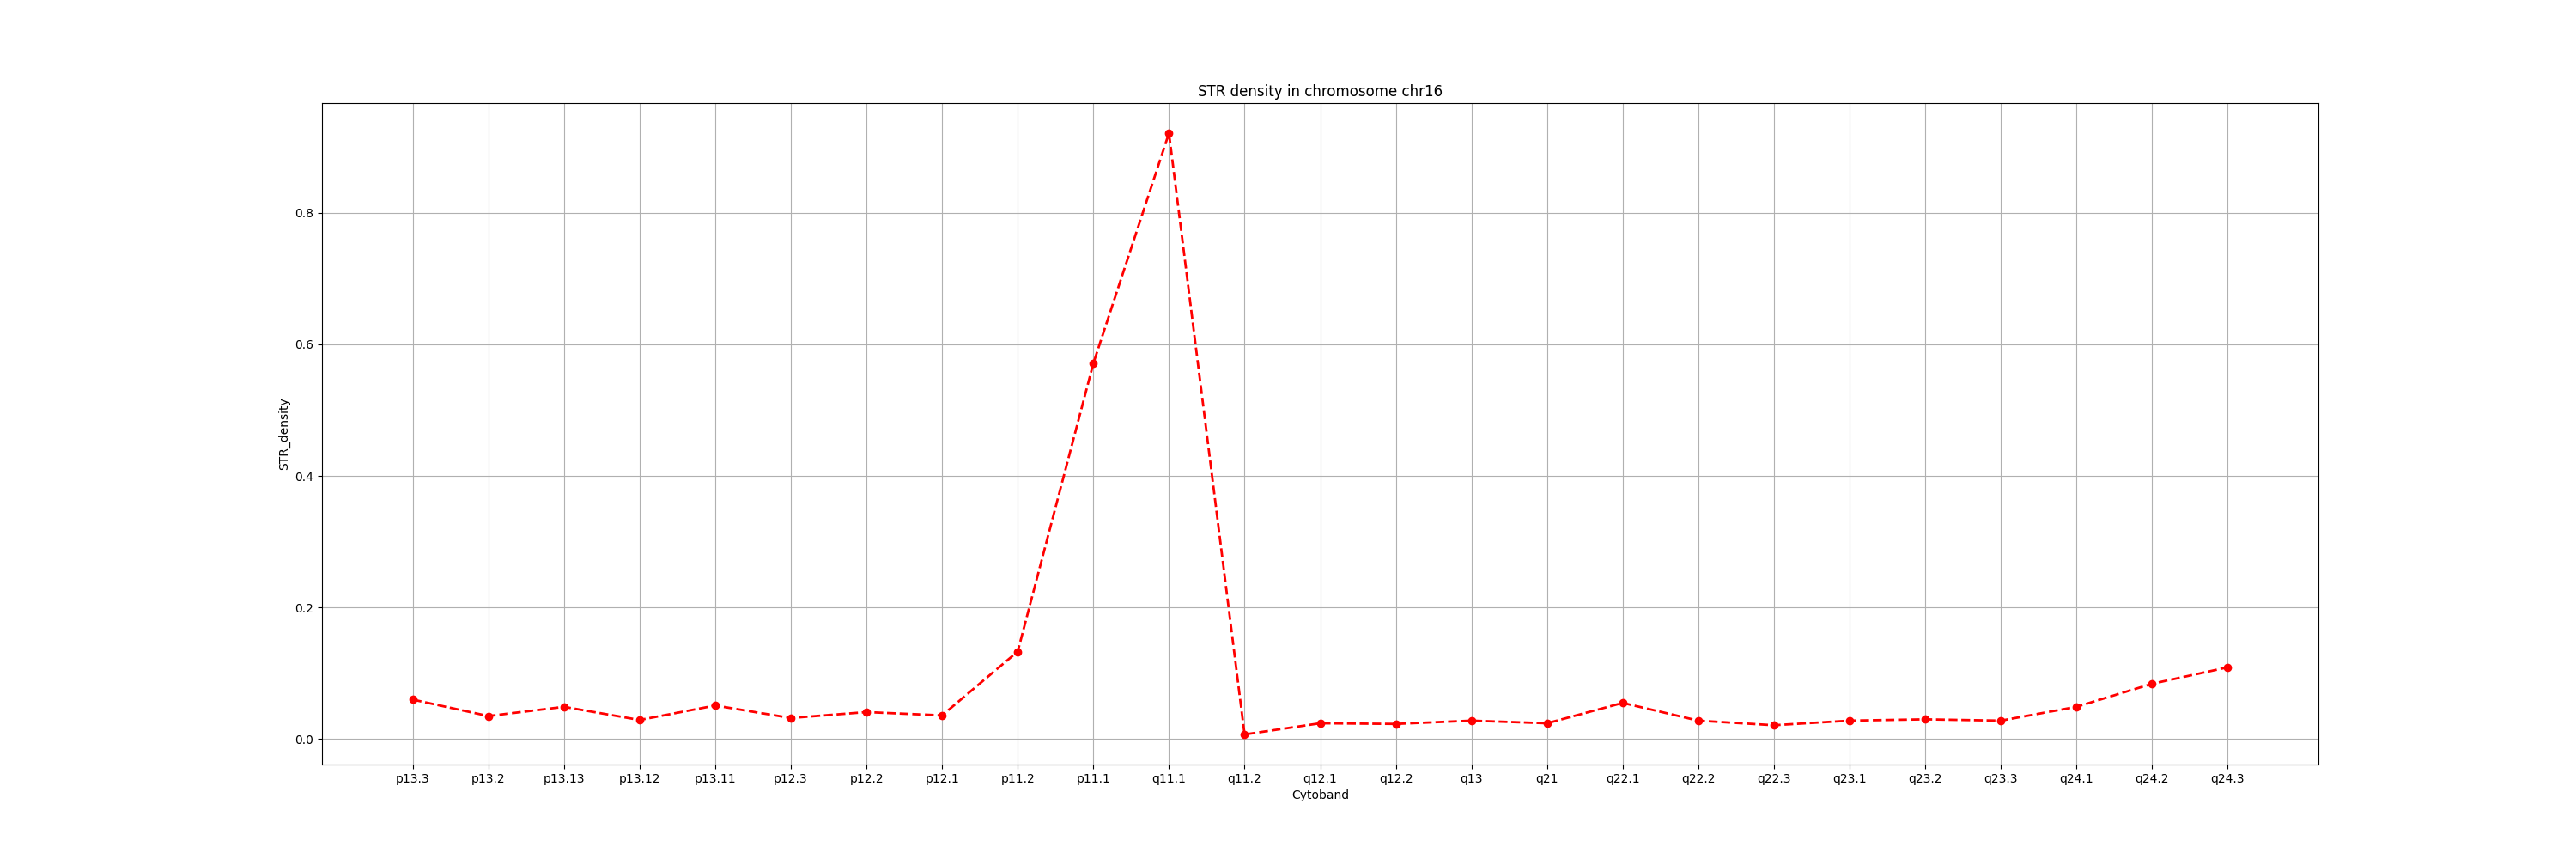 STR density in chromosome chr16
0.8
0.6
0.4
0.2
0.0
STR_density
p13.3 p13.2 p13.13 p13.12 p13.11 p12.3 p12.2 p12.1 p11.2 p11.1 q11.1 q11.2 q12.1 q12.2 q13 q21 q22.1 q22.2 q22.3 q23.1 q23.2 q23.3 q24.1 q24.2 q24.3
Cytoband